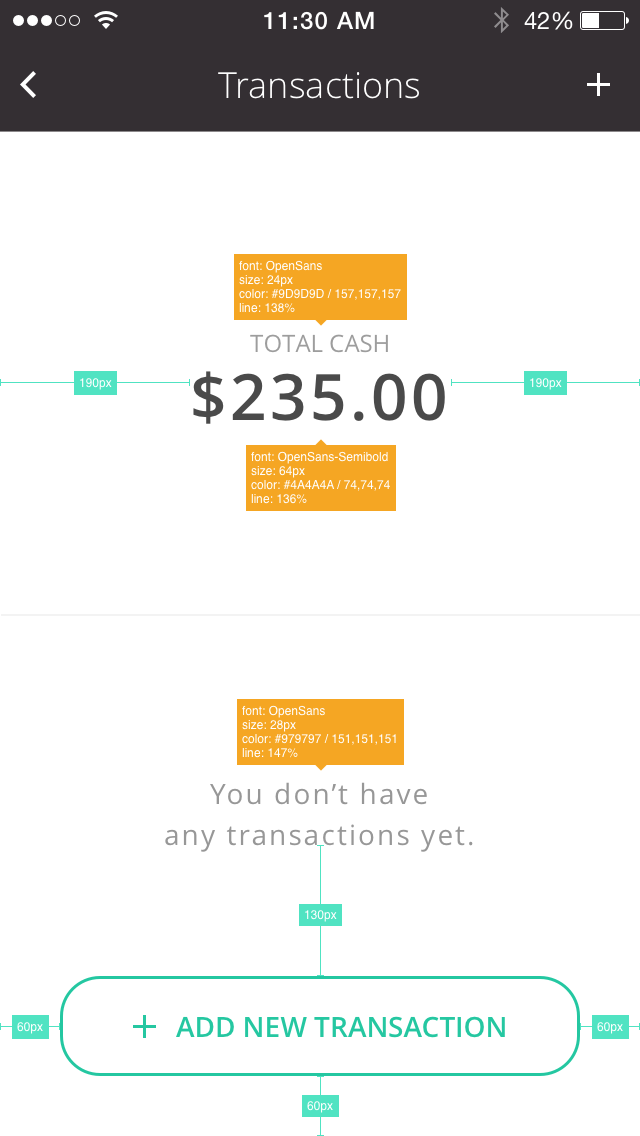 11:30 AM 42%
Transactions
font: OpenSans
size: 24px
color: #9D9D9D / 157,157,157
line: 138%
TOTAL CASH
190px
190px
$235.00
font: OpenSans-Semibold
size: 64px
color: #4A4A4A / 74,74,74
line: 136%
font: OpenSans
size: 28px
color: #979797 / 151,151,151
line: 147%
You don’t have
any transactions yet.
130px
60px
+ ADD NEW TRANSACTION
60px
60px